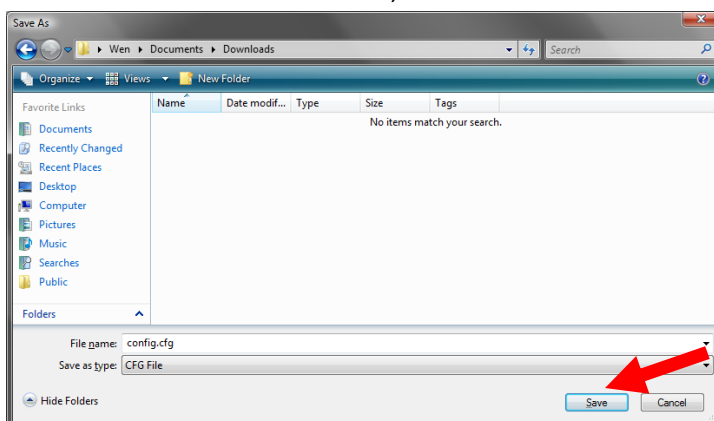 Save As
Wen Documents Downloads Search
Organize Views New Folder
Favorite Links Name Date modif... Type Size Tags
No items match your search.
Documents
Recently Changed
Recent Places
Desktop
Computer
Pictures
Music
Searches
Public
Folders
File name: config.cfg
Save as type: CFG File
Hide Folders Save Cancel